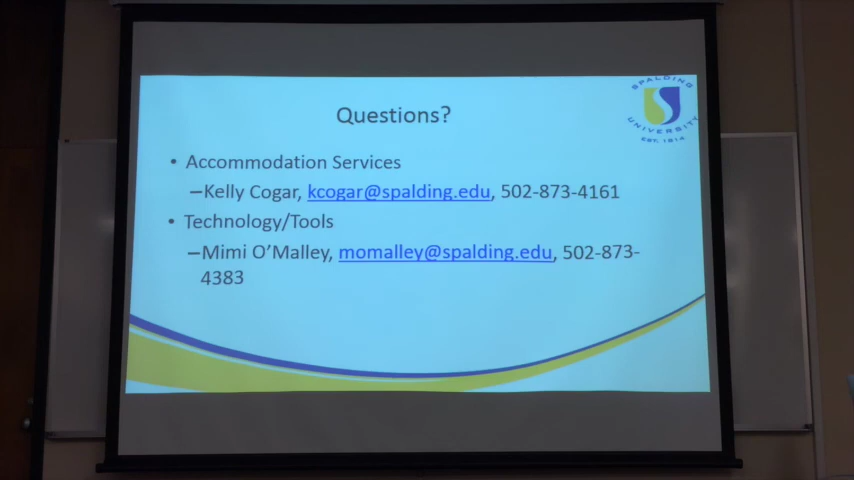 SPALDING
UNIVERSITY
EST. 1814
Questions?
• Accommodation Services
–Kelly Cogar, kcogar@spalding.edu, 502-873-4161
• Technology/Tools
–Mimi O’Malley, momalley@spalding.edu, 502-873-
4383